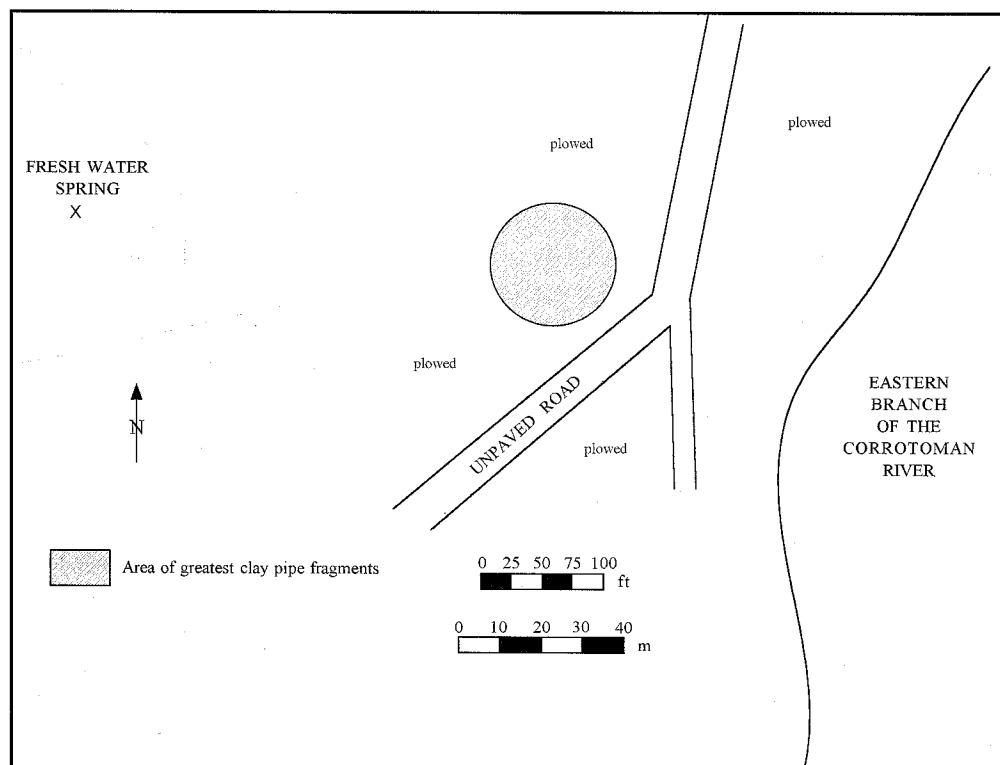 plowed
plowed
FRESH WATER
SPRING
X
plowed
N
EASTERN
BRANCH
OF THE
CORROTOMAN
RIVER
UNPAVED ROAD
plowed
Area of greatest clay pipe fragments
0 25 50 75 100
ft
0 10 20 30 40
m